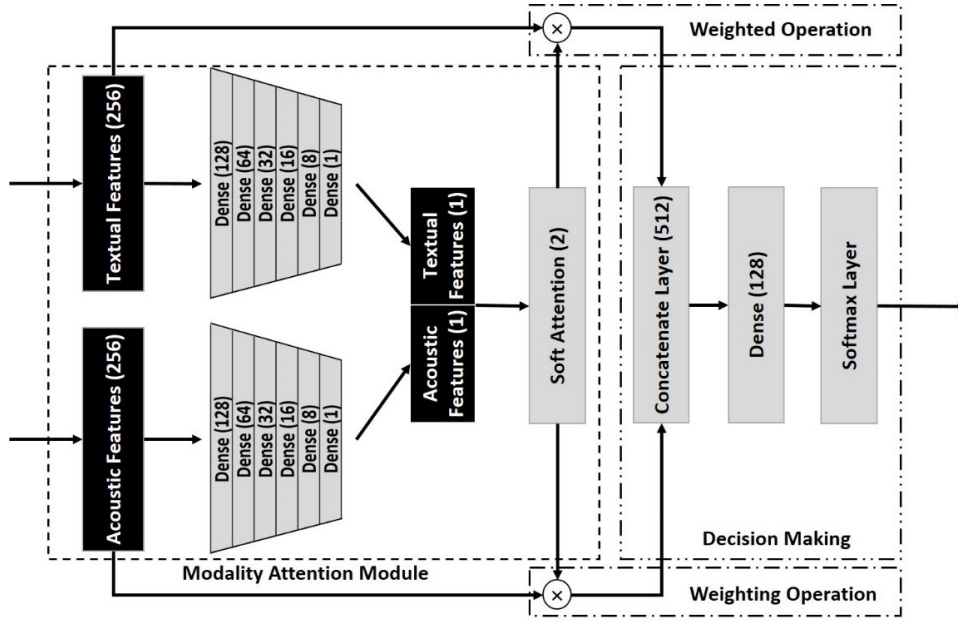 Weighted Operation
Textual Features (256)
Dense (128)
Dense (64)
Dense (32)
Dense (16)
Dense (8)
Dense (1)
Acoustic Features (256)
Dense (128)
Dense (64)
Dense (32)
Dense (16)
Dense (8)
Dense (1)
Textual
Features (1)
Acoustic
Features (1)
Soft Attention (2)
Concatenate Layer (512)
Dense (128)
Softmax Layer
Decision Making
Modality Attention Module
Weighting Operation